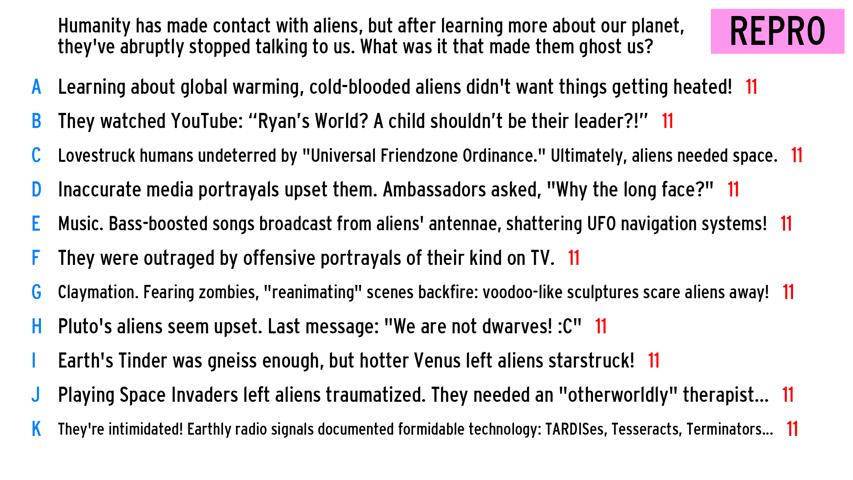 Humanity has made contact with aliens, but after learning more about our planet,
they've abruptly stopped talking to us. What was it that made them ghost us?
REPRO
A Learning about global warming, cold-blooded aliens didn't want things getting heated! 11
B They watched YouTube: “Ryan’s World? A child shouldn’t be their leader?!” 11
C Lovestruck humans undeterred by "Universal Friendzone Ordinance." Ultimately, aliens needed space. 11
D Inaccurate media portrayals upset them. Ambassadors asked, "Why the long face?" 11
E Music. Bass-boosted songs broadcast from aliens' antennae, shattering UFO navigation systems! 11
F They were outraged by offensive portrayals of their kind on TV. 11
G Claymation. Fearing zombies, "reanimating" scenes backfire: voodoo-like sculptures scare aliens away! 11
H Pluto's aliens seem upset. Last message: "We are not dwarves! :C" 11
I Earth's Tinder was gneiss enough, but hotter Venus left aliens starstruck! 11
J Playing Space Invaders left aliens traumatized. They needed an "otherworldly" therapist... 11
K They're intimidated! Earthly radio signals documented formidable technology: TARDISes, Tesseracts, Terminators... 11